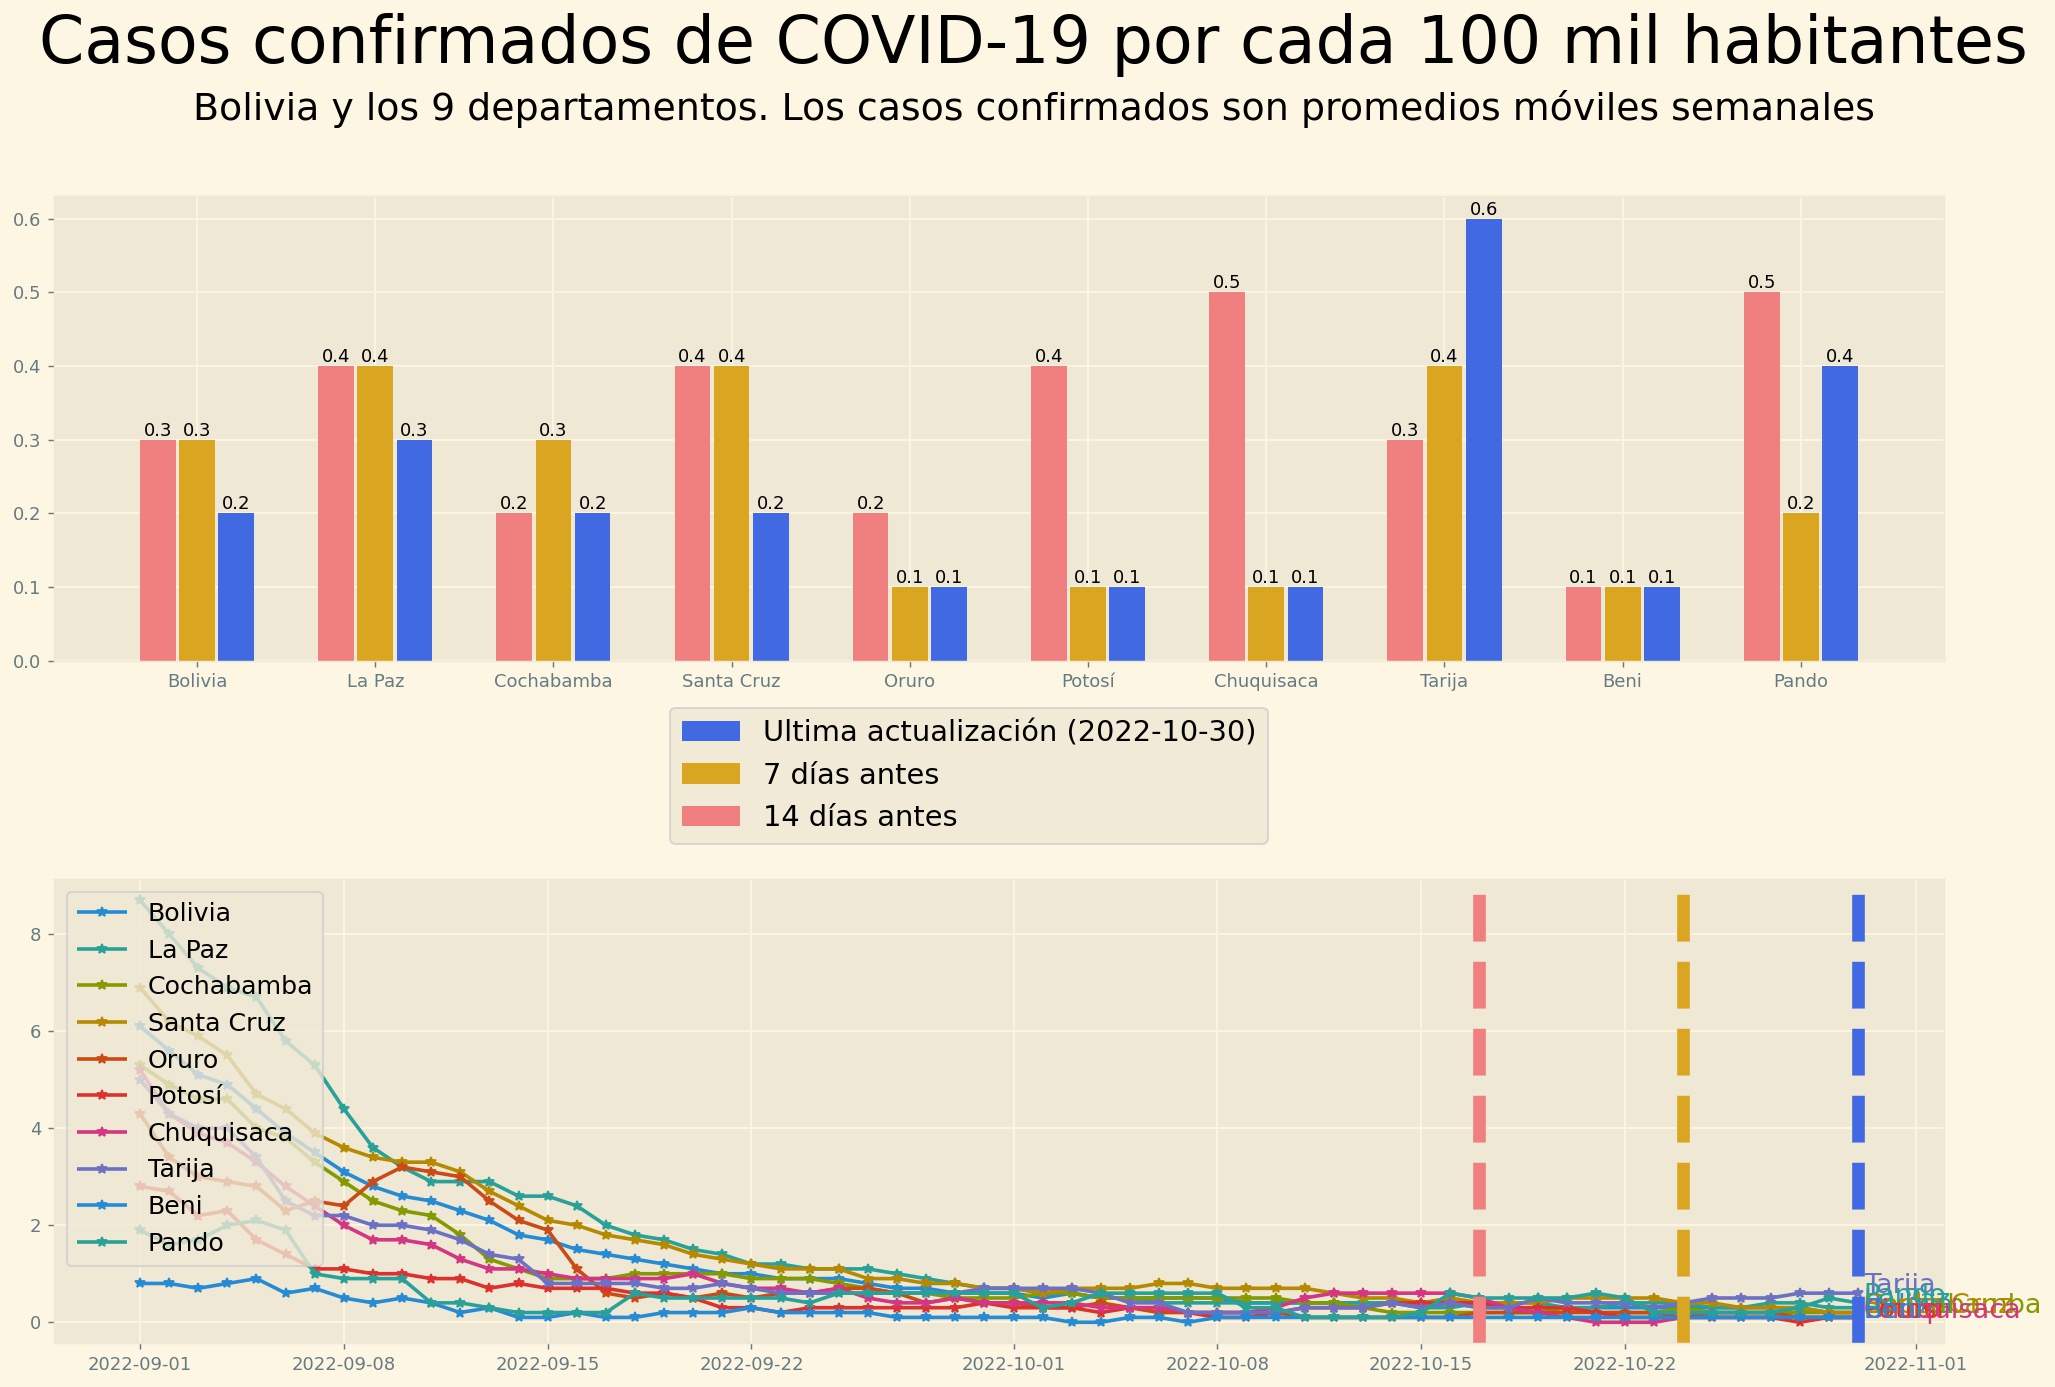 Casos confirmados de COVID-19 por cada 100 mil habitantes
Bolivia y los 9 departamentos. Los casos confirmados son promedios móviles semanales
0.6
0.5
0.4
0.3
0.2
0.1
0.0
0.3 0.3 0.2
0.4 0.4 0.3
0.2 0.3 0.2
0.4 0.4 0.2
0.2 0.1 0.1
0.4 0.1 0.1
0.5 0.1 0.1
0.3 0.4 0.6
0.1 0.1 0.1
0.5 0.2 0.4
Bolivia La Paz Cochabamba Santa Cruz Oruro Potosí Chuquisaca Tarija Beni Pando
Ultima actualización (2022-10-30)
7 días antes
14 días antes
8
6
4
2
0
Bolivia
La Paz
Cochabamba
Santa Cruz
Oruro
Potosí
Chuquisaca
Tarija
Beni
Pando
Tarija
2022-09-01 2022-09-08 2022-09-15 2022-09-22 2022-10-01 2022-10-08 2022-10-15 2022-10-22 2022-11-01